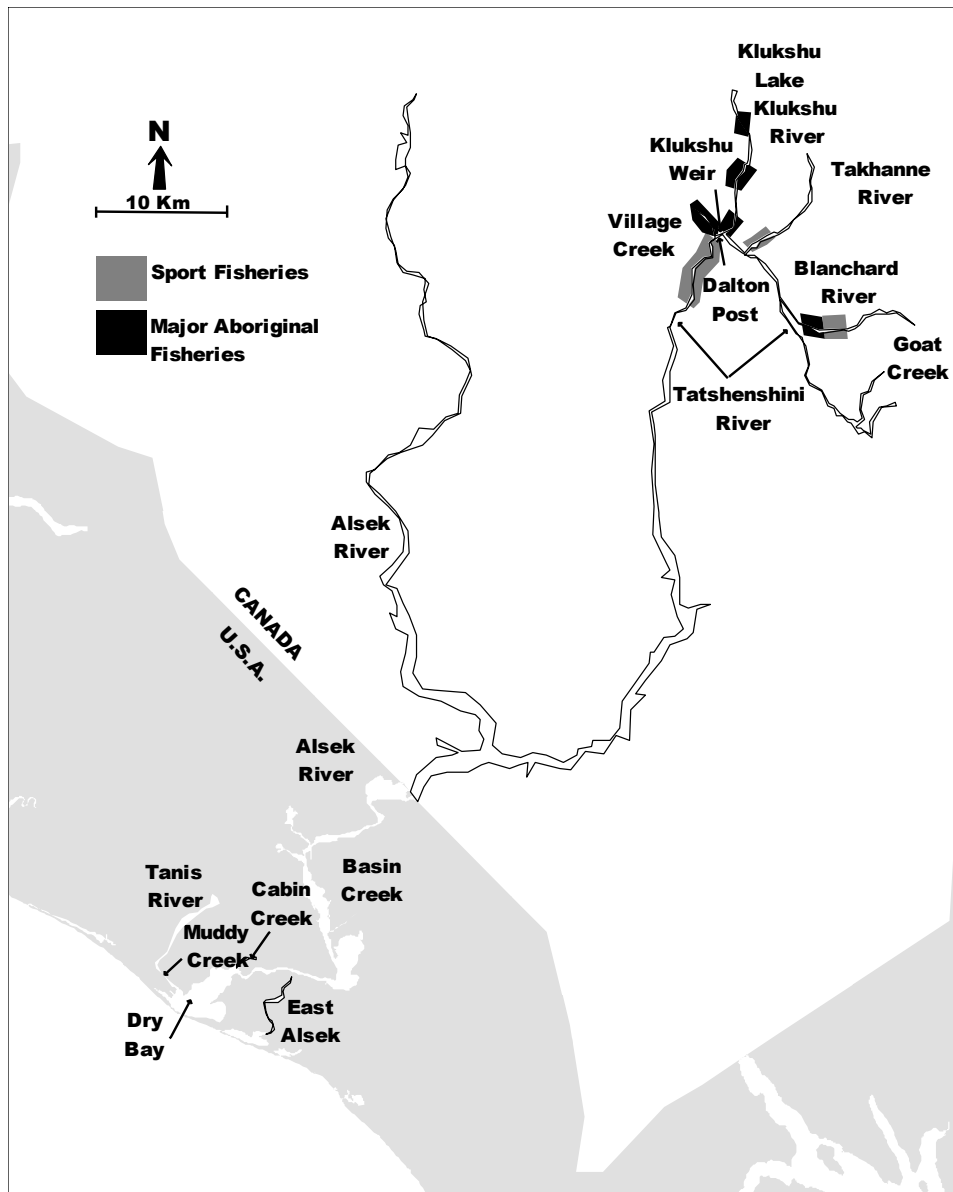 Klukshu
Lake
Klukshu
River
N
10 Km
Klukshu
Weir
Takhanne
River
Village
Creek
Sport Fisheries
Dalton
Post
Blanchard
River
Major Aboriginal
Fisheries
Goat
Creek
Tatshenshini
River
Alsek
River
CANADA
U.S.A.
Alsek
River
Basin
Creek
Tanis
River
Cabin
Creek
Muddy
Creek
East
Alsek
Dry
Bay